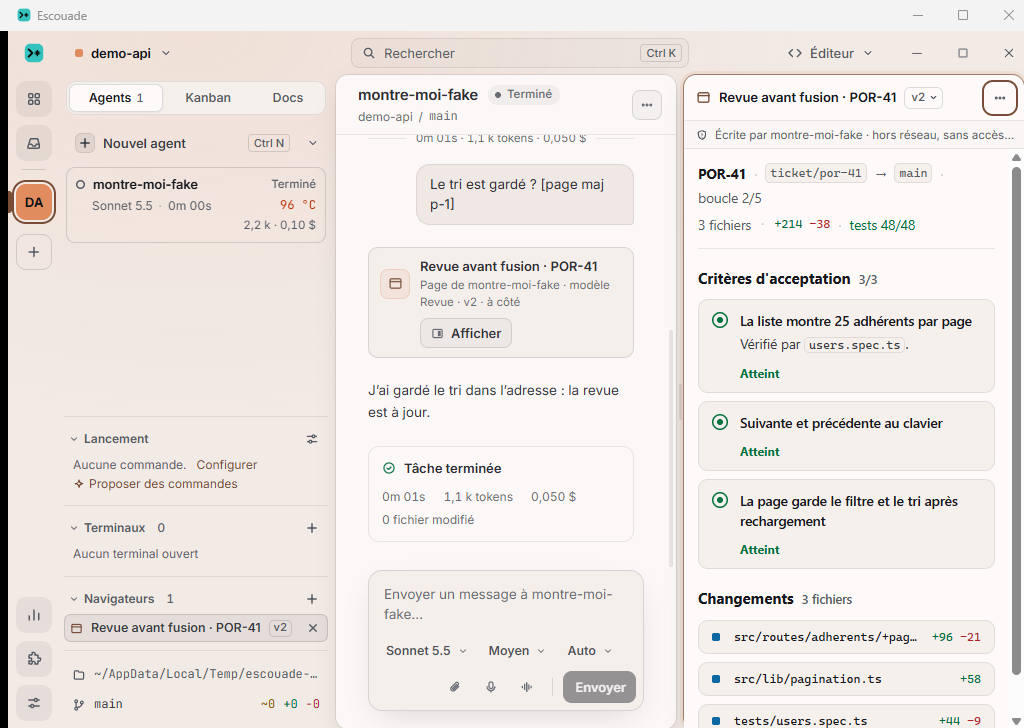 Escouade
demo-api
Rechercher
Ctrl K
Éditeur
DA
Agents 1
Kanban
Docs
Nouvel agent
Ctrl N
montre-moi-fake
Terminé
Sonnet 5.5 · 0m 00s
96 °C
2,2 k · 0,10 $
Lancement
Aucune commande. Configurer
Proposer des commandes
Terminaux 0
Aucun terminal ouvert
Navigateurs 1
Revue avant fusion · POR-41 v2
~/AppData/Local/Temp/escouade-…
main
~0 +0 -0
montre-moi-fake
Terminé
demo-api / main
0m 01s · 1,1 k tokens · 0,050 $
Le tri est gardé ? [page maj
p-1]
Revue avant fusion · POR-41
Page de montre-moi-fake · modèle
Revue · v2 · à côté
Afficher
J’ai gardé le tri dans l’adresse : la revue
est à jour.
Tâche terminée
0m 01s 1,1 k tokens 0,050 $
0 fichier modifié
Envoyer un message à montre-moi-
fake...
Sonnet 5.5
Moyen
Auto
Envoyer
Revue avant fusion · POR-41
v2
Écrite par montre-moi-fake · hors réseau, sans accès…
POR-41 · ticket/por-41 → main ·
boucle 2/5
3 fichiers · +214 −38 · tests 48/48
Critères d'acceptation 3/3
La liste montre 25 adhérents par page
Vérifié par users.spec.ts.
Atteint
Suivante et précédente au clavier
Atteint
La page garde le filtre et le tri après
rechargement
Atteint
Changements 3 fichiers
src/routes/adherents/+pag… +96 −21
src/lib/pagination.ts +58
tests/users.spec.ts +44 −9